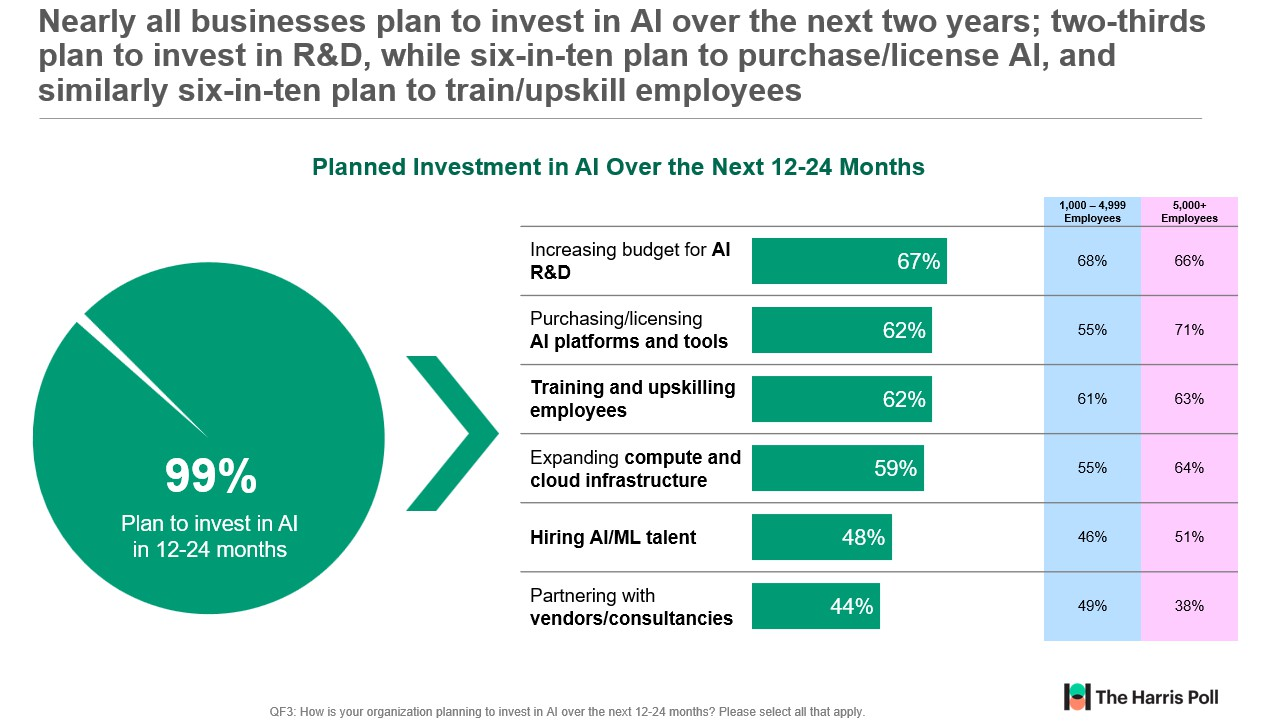 Nearly all businesses plan to invest in AI over the next two years; two-thirds
plan to invest in R&D, while six-in-ten plan to purchase/license AI, and
similarly six-in-ten plan to train/upskill employees
Planned Investment in AI Over the Next 12-24 Months
1,000 – 4,999
Employees
5,000+
Employees
99%
Plan to invest in AI
in 12-24 months
Increasing budget for AI
R&D
67%
68%
66%
Purchasing/licensing
AI platforms and tools
62%
55%
71%
Training and upskilling
employees
62%
61%
63%
Expanding compute and
cloud infrastructure
59%
55%
64%
Hiring AI/ML talent
48%
46%
51%
Partnering with
vendors/consultancies
44%
49%
38%
The Harris Poll
QF3: How is your organization planning to invest in AI over the next 12-24 months? Please select all that apply.